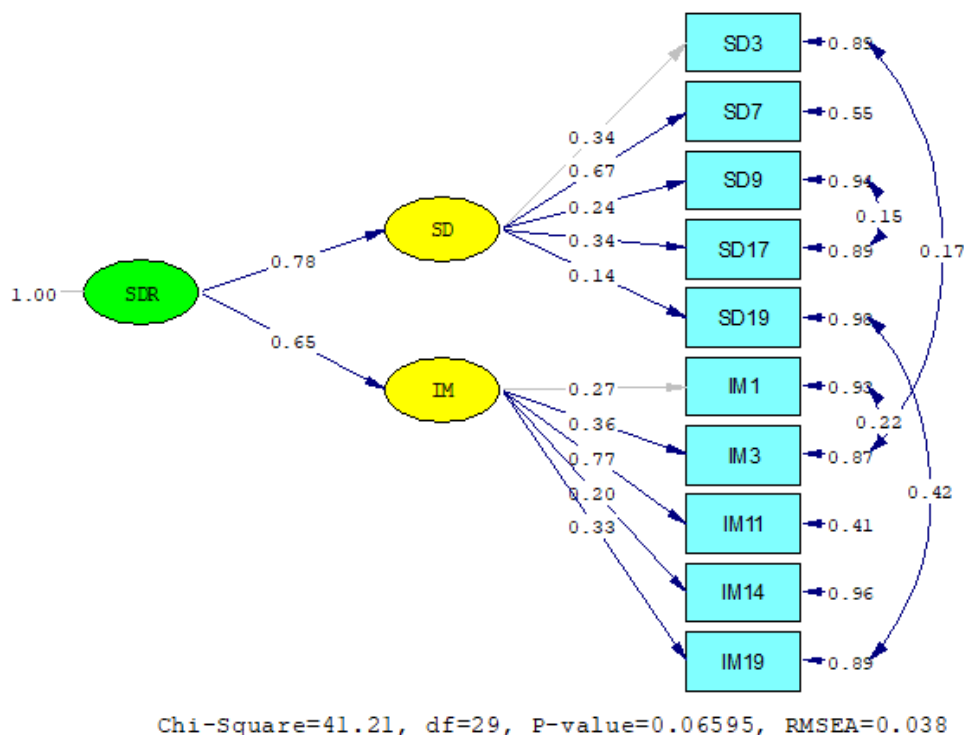 SD3
0.89
SD7
0.55
0.34
0.67
SD9
0.94
0.24
0.15
SD
0.34
SD17
0.89
0.17
0.78
0.14
1.00
SDR
SD19
0.98
0.65
IM
0.27
IM1
0.93
0.36
0.22
0.77
IM3
0.87
0.20
0.42
0.33
IM11
0.41
IM14
0.96
IM19
0.89
Chi-Square=41.21, df=29, P-value=0.06595, RMSEA=0.038